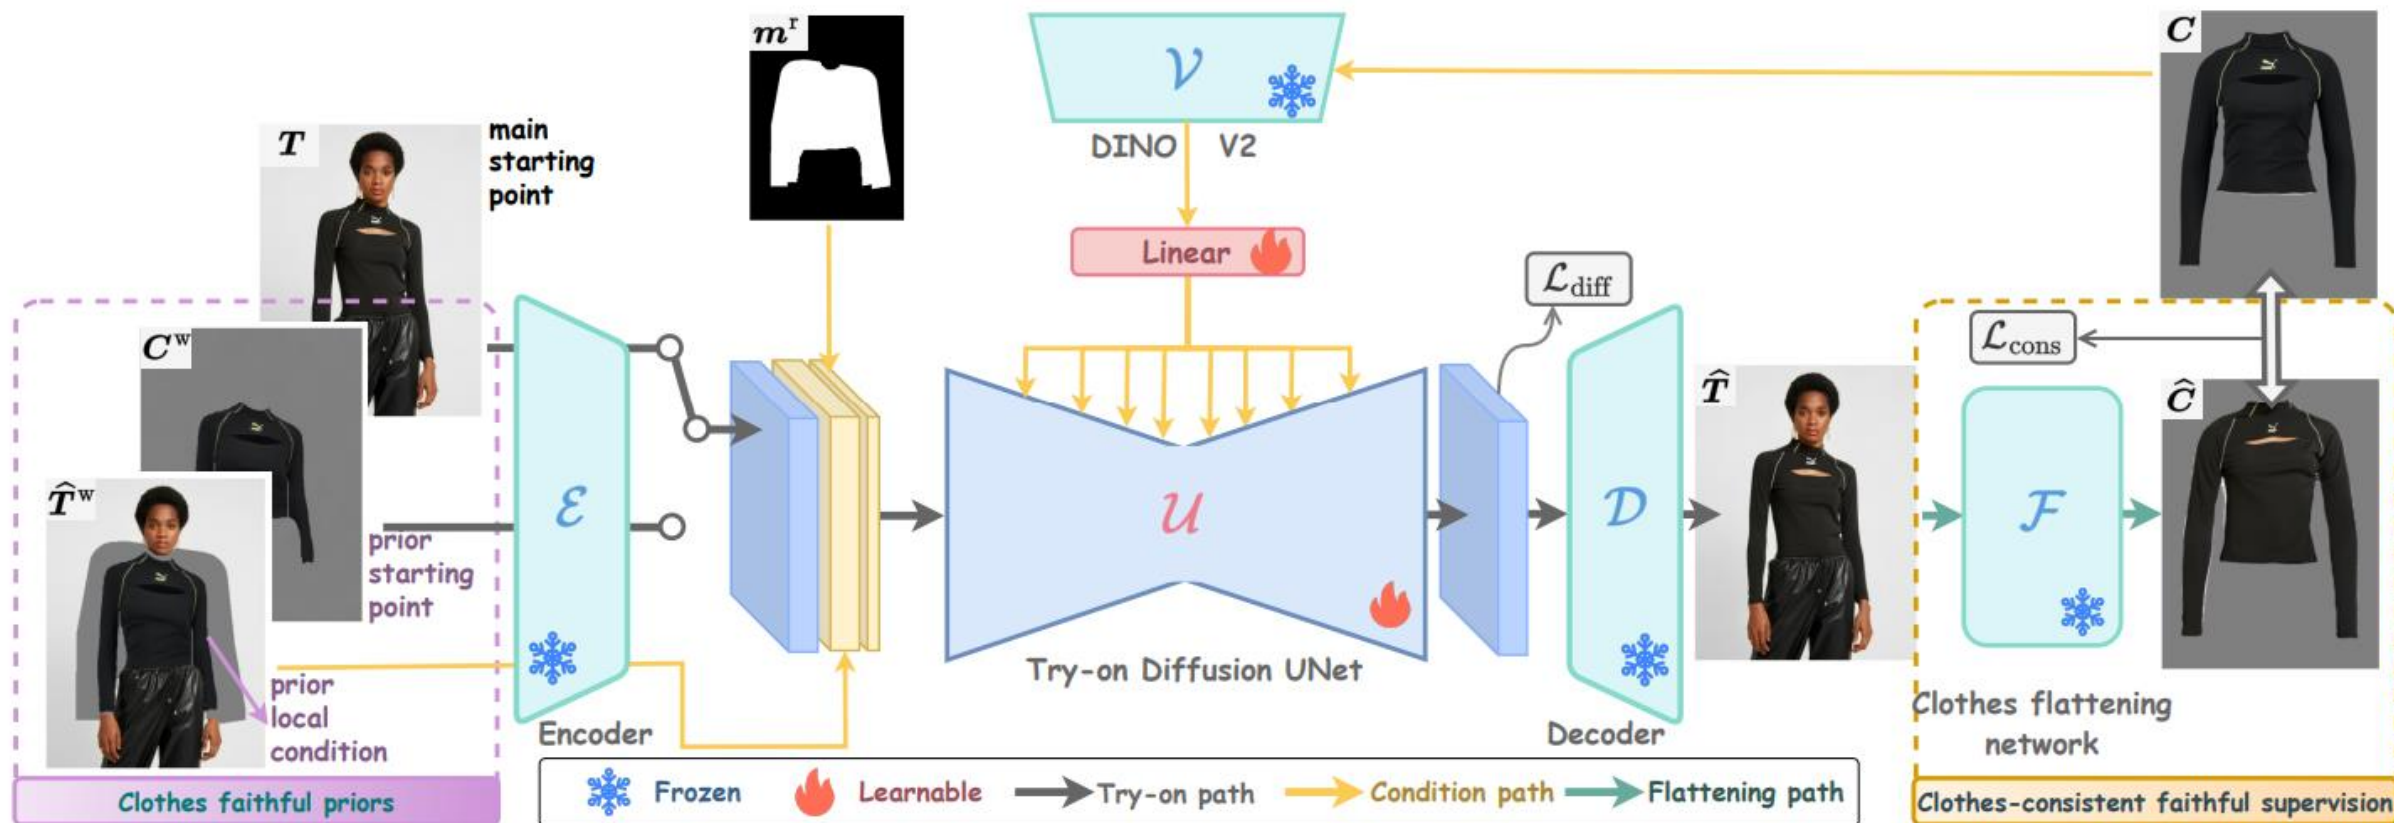 T
main
starting
point
C^w
T̂^w
prior
starting
point
prior
local
condition
Clothes faithful priors
ℰ
Encoder
m^r
𝒱
DINO V2
Linear
𝒰
Try-on Diffusion UNet
ℒ_diff
𝒟
Decoder
T̂
C
ℒ_cons
Ĉ
ℱ
Clothes flattening
network
Clothes-consistent faithful supervision
Frozen
Learnable
Try-on path
Condition path
Flattening path